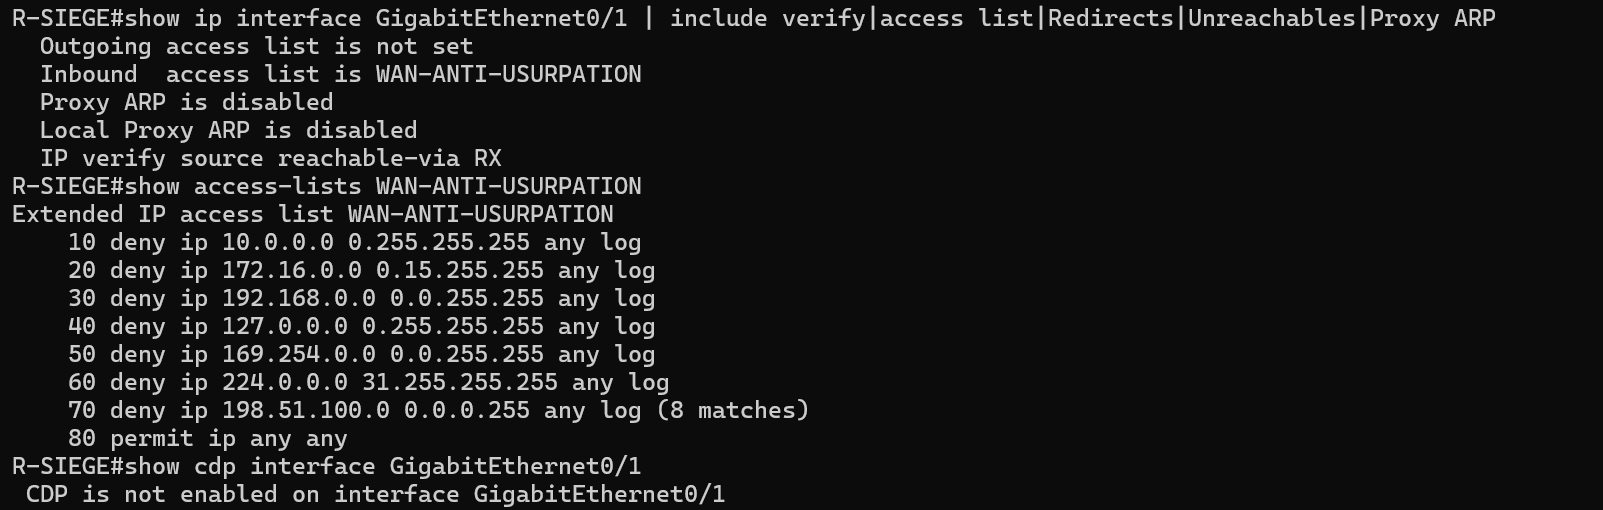 R-SIEGE#show ip interface GigabitEthernet0/1 | include verify|access list|Redirects|Unreachables|Proxy ARP
  Outgoing access list is not set
  Inbound  access list is WAN-ANTI-USURPATION
  Proxy ARP is disabled
  Local Proxy ARP is disabled
  IP verify source reachable-via RX
R-SIEGE#show access-lists WAN-ANTI-USURPATION
Extended IP access list WAN-ANTI-USURPATION
    10 deny ip 10.0.0.0 0.255.255.255 any log
    20 deny ip 172.16.0.0 0.15.255.255 any log
    30 deny ip 192.168.0.0 0.0.255.255 any log
    40 deny ip 127.0.0.0 0.255.255.255 any log
    50 deny ip 169.254.0.0 0.0.255.255 any log
    60 deny ip 224.0.0.0 31.255.255.255 any log
    70 deny ip 198.51.100.0 0.0.0.255 any log (8 matches)
    80 permit ip any any
R-SIEGE#show cdp interface GigabitEthernet0/1
 CDP is not enabled on interface GigabitEthernet0/1